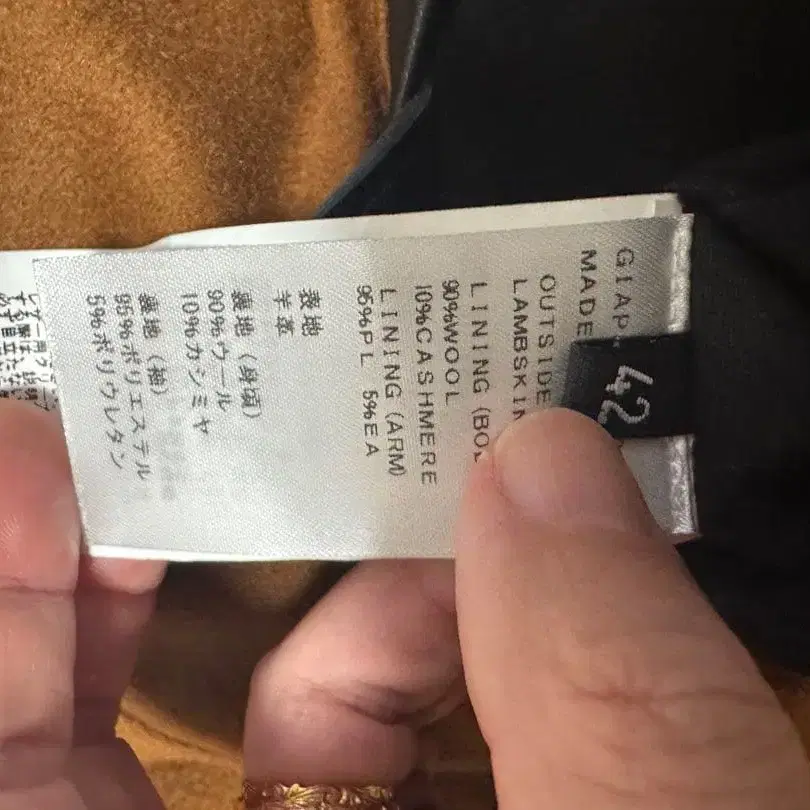 42
MADE
OUTSIDE
LAMBSKIN
LINING (BO
90%WOOL
10%CASHMERE
LINING (ARM)
95%PL 5%EA
表地
羊革
裏地 (身頃)
90%ウール
10%カシミヤ
裏地 (袖)
95%ポリエステル
5%ポリウレタン